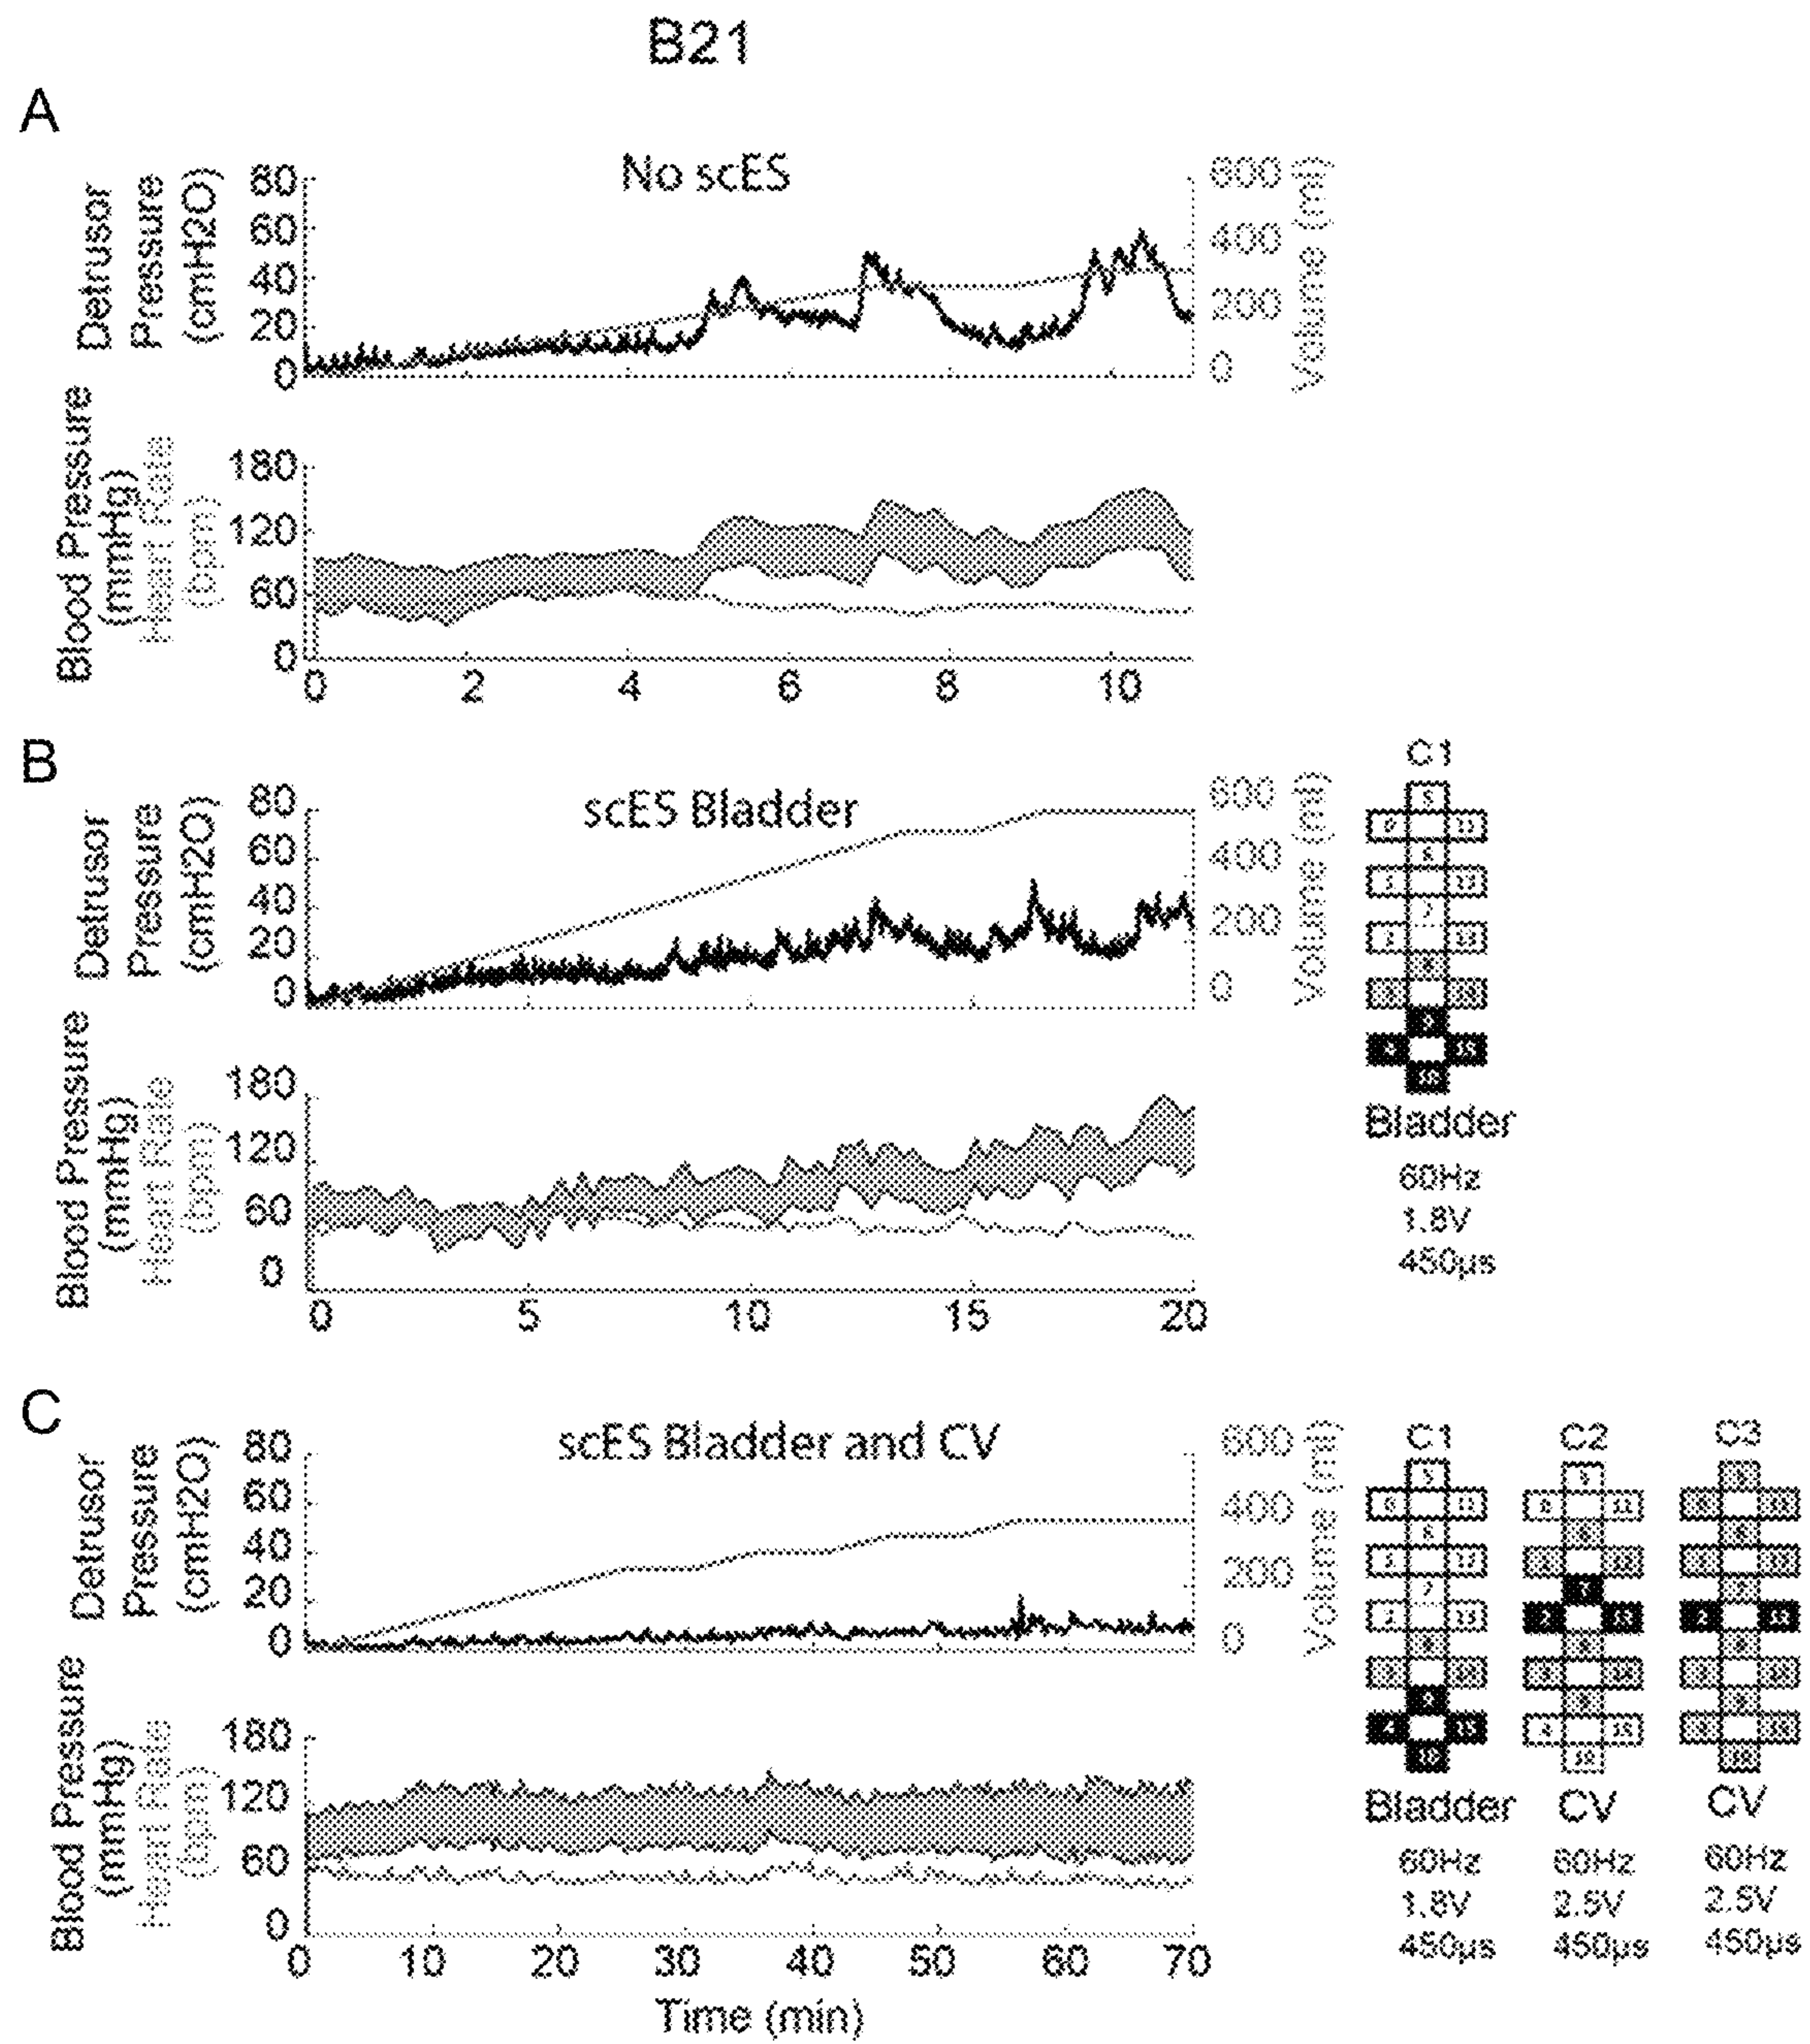 B21
A
No scES
Detrusor
Pressure
(cmH2O)
80
60
40
20
0
600
400
200
0
Volume (ml)
Blood Pressure
(mmHg)
Heart Rate
(bpm)
180
120
60
0
0 2 4 6 8 10
B
scES Bladder
Detrusor
Pressure
(cmH2O)
80
60
40
20
0
600
400
200
0
Volume (ml)
Blood Pressure
(mmHg)
Heart Rate
(bpm)
180
120
60
0
0 5 10 15 20
C1
Bladder
60Hz
1.8V
450µs
C
scES Bladder and CV
Detrusor
Pressure
(cmH2O)
80
60
40
20
0
600
400
200
0
Volume (ml)
Blood Pressure
(mmHg)
Heart Rate
(bpm)
180
120
60
0
0 10 20 30 40 50 60 70
Time (min)
C1 C2 C3
Bladder CV CV
60Hz 60Hz 60Hz
1.8V 2.5V 2.5V
450µs 450µs 450µs